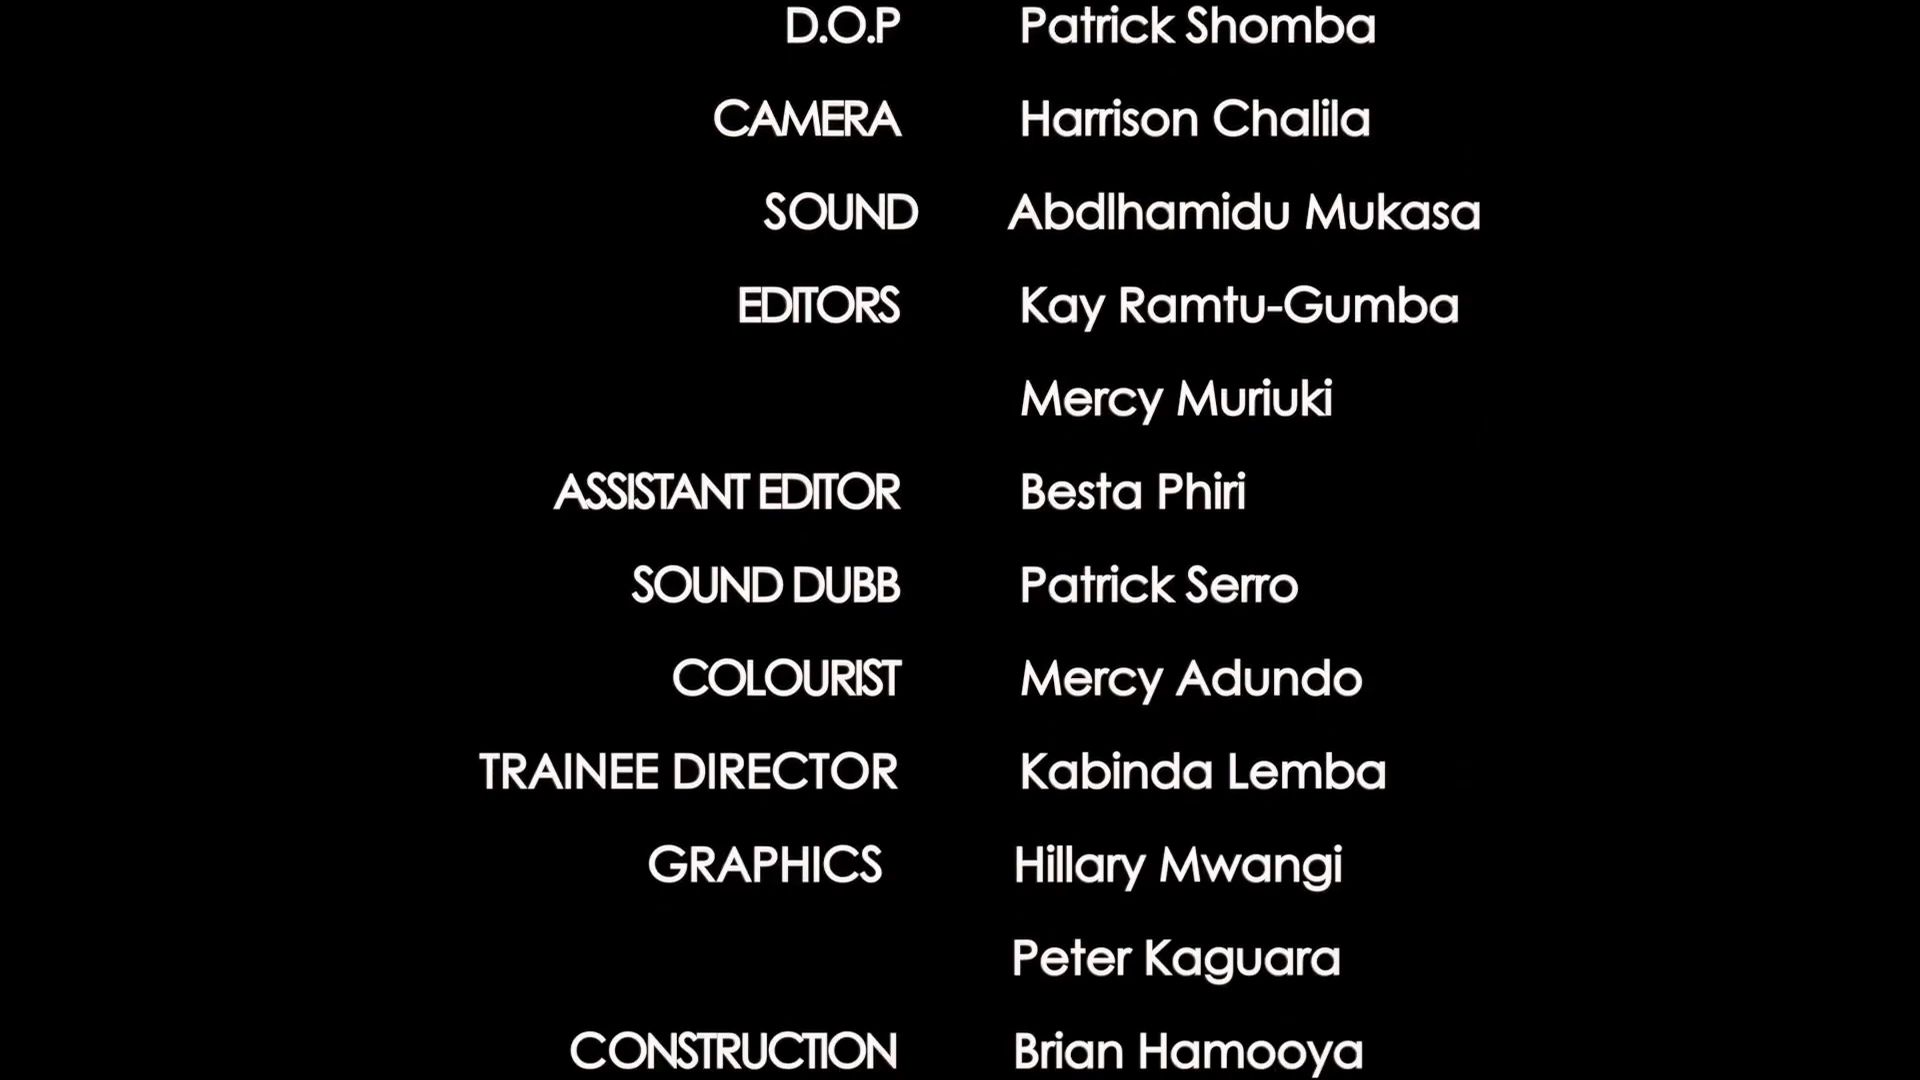 D.O.P Patrick Shomba
CAMERA Harrison Chalila
SOUND Abdlhamidu Mukasa
EDITORS Kay Ramtu-Gumba
Mercy Muriuki
ASSISTANT EDITOR Besta Phiri
SOUND DUBB Patrick Serro
COLOURIST Mercy Adundo
TRAINEE DIRECTOR Kabinda Lemba
GRAPHICS Hillary Mwangi
Peter Kaguara
CONSTRUCTION Brian Hamooya